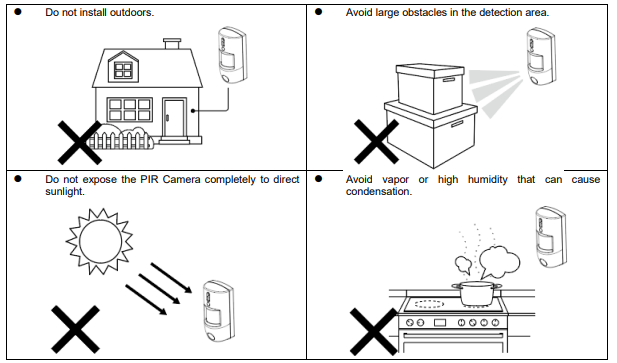 ● Do not install outdoors.
● Avoid large obstacles in the detection area.
● Do not expose the PIR Camera completely to direct
sunlight.
● Avoid vapor or high humidity that can cause
condensation.